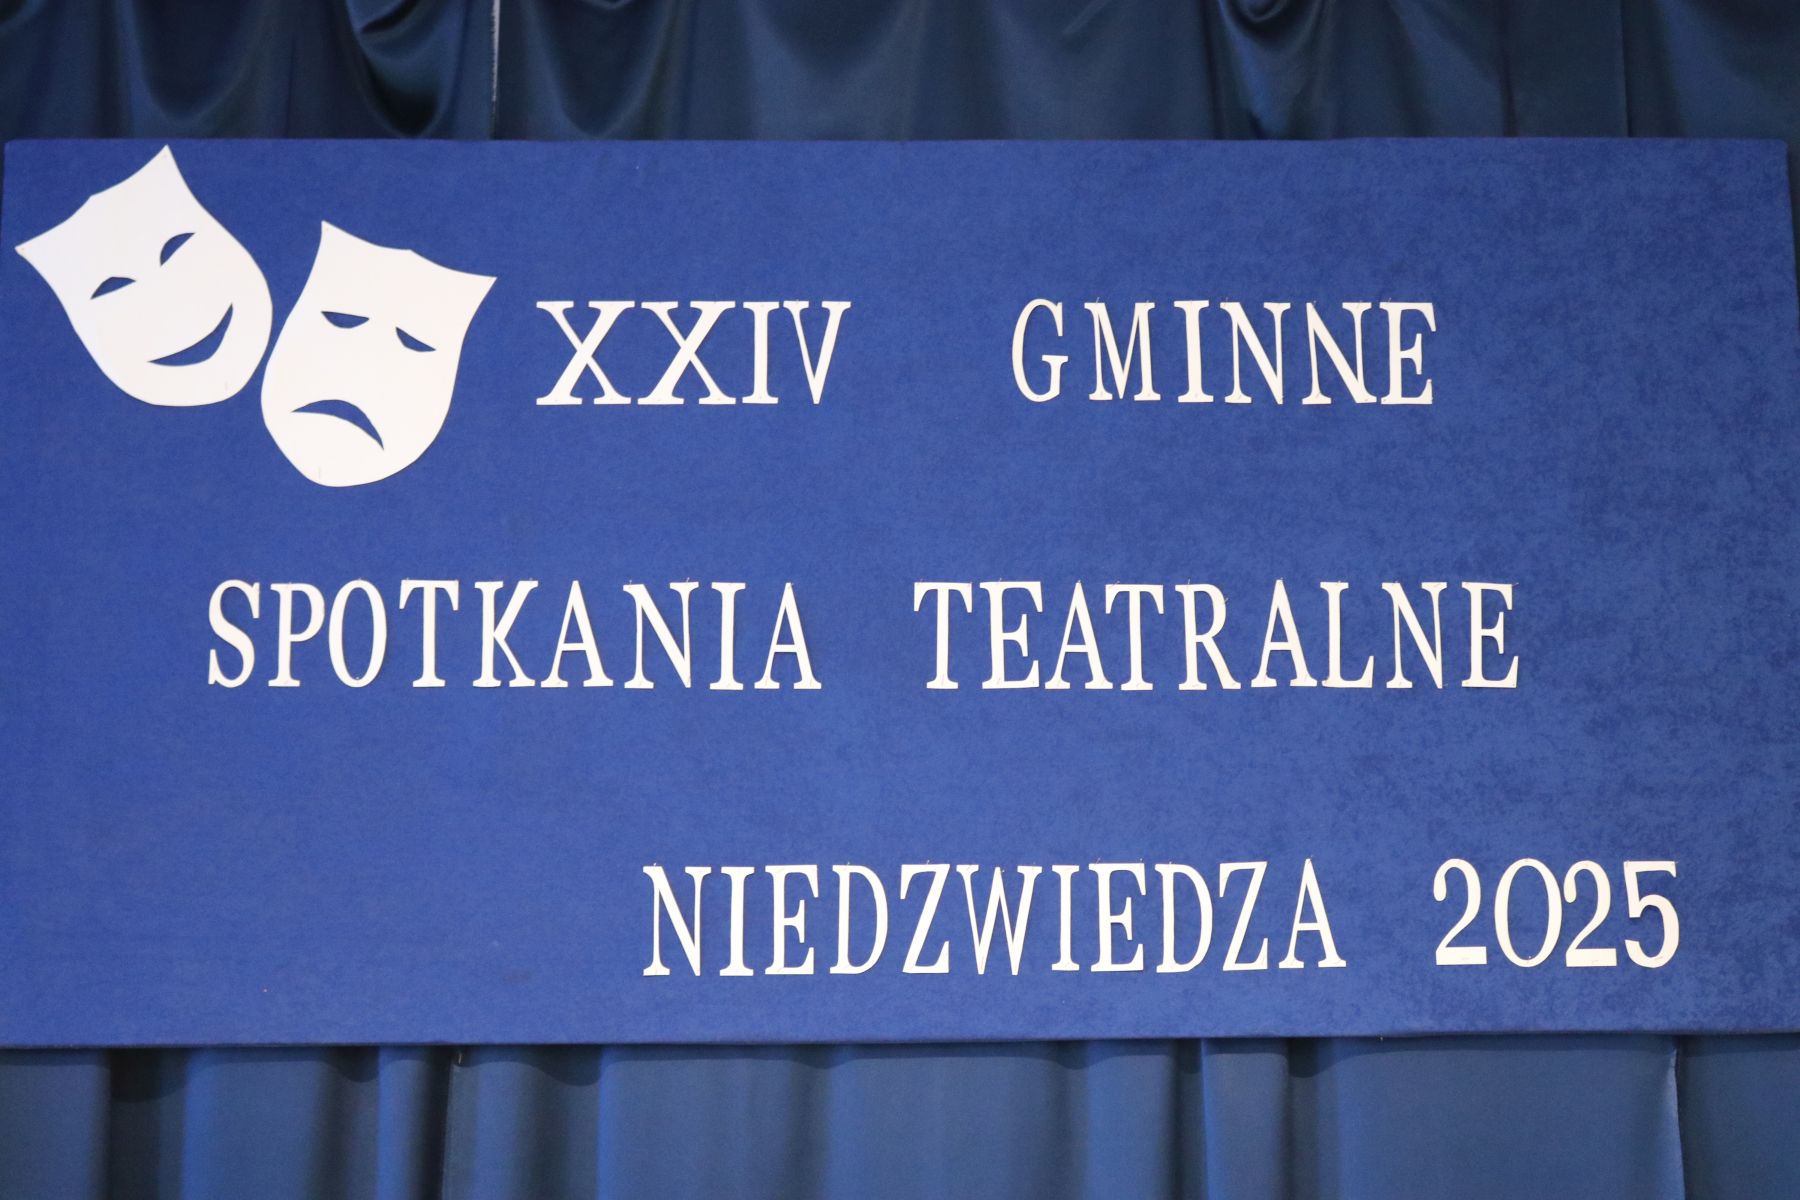 XXIV GMINNE
SPOTKANIA TEATRALNE
NIEDZWIEDZA 2025